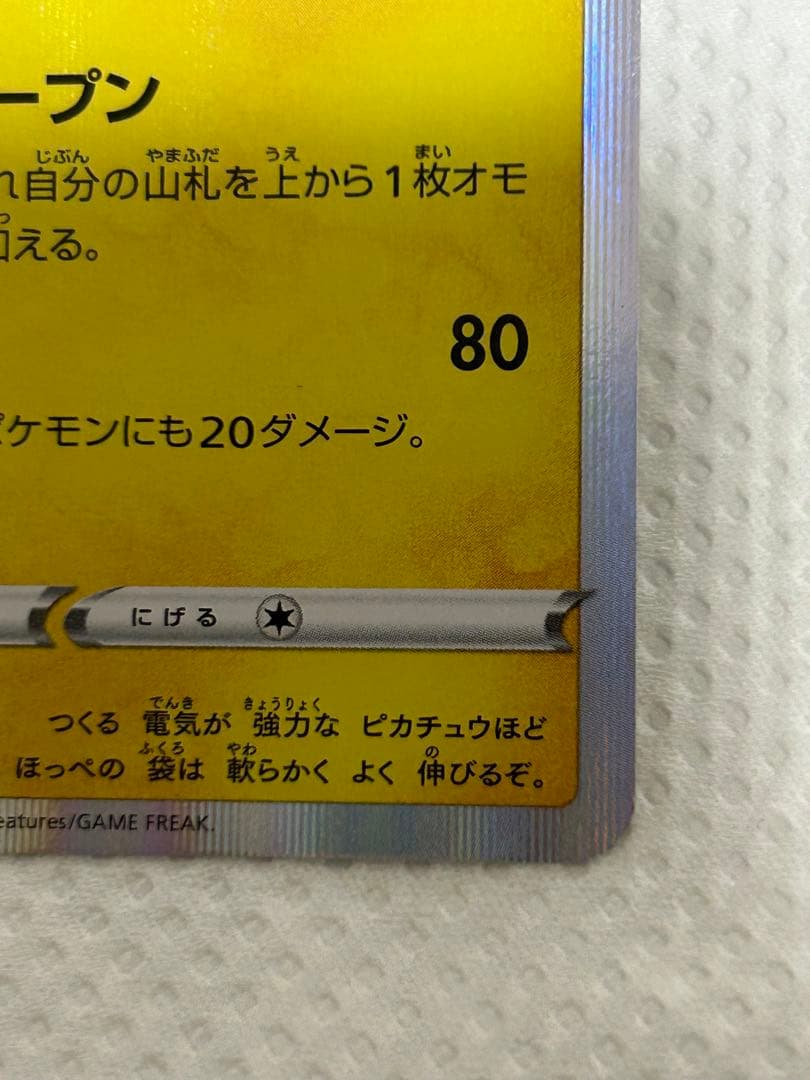 ープン
れ自分の山札を上から1枚オモ
加える。
80
ポケモンにも20ダメージ。
にげる
つくる 電気が 強力な ピカチュウほど
ほっぺの 袋は 軟らかく よく 伸びるぞ。
eatures/GAME FREAK.